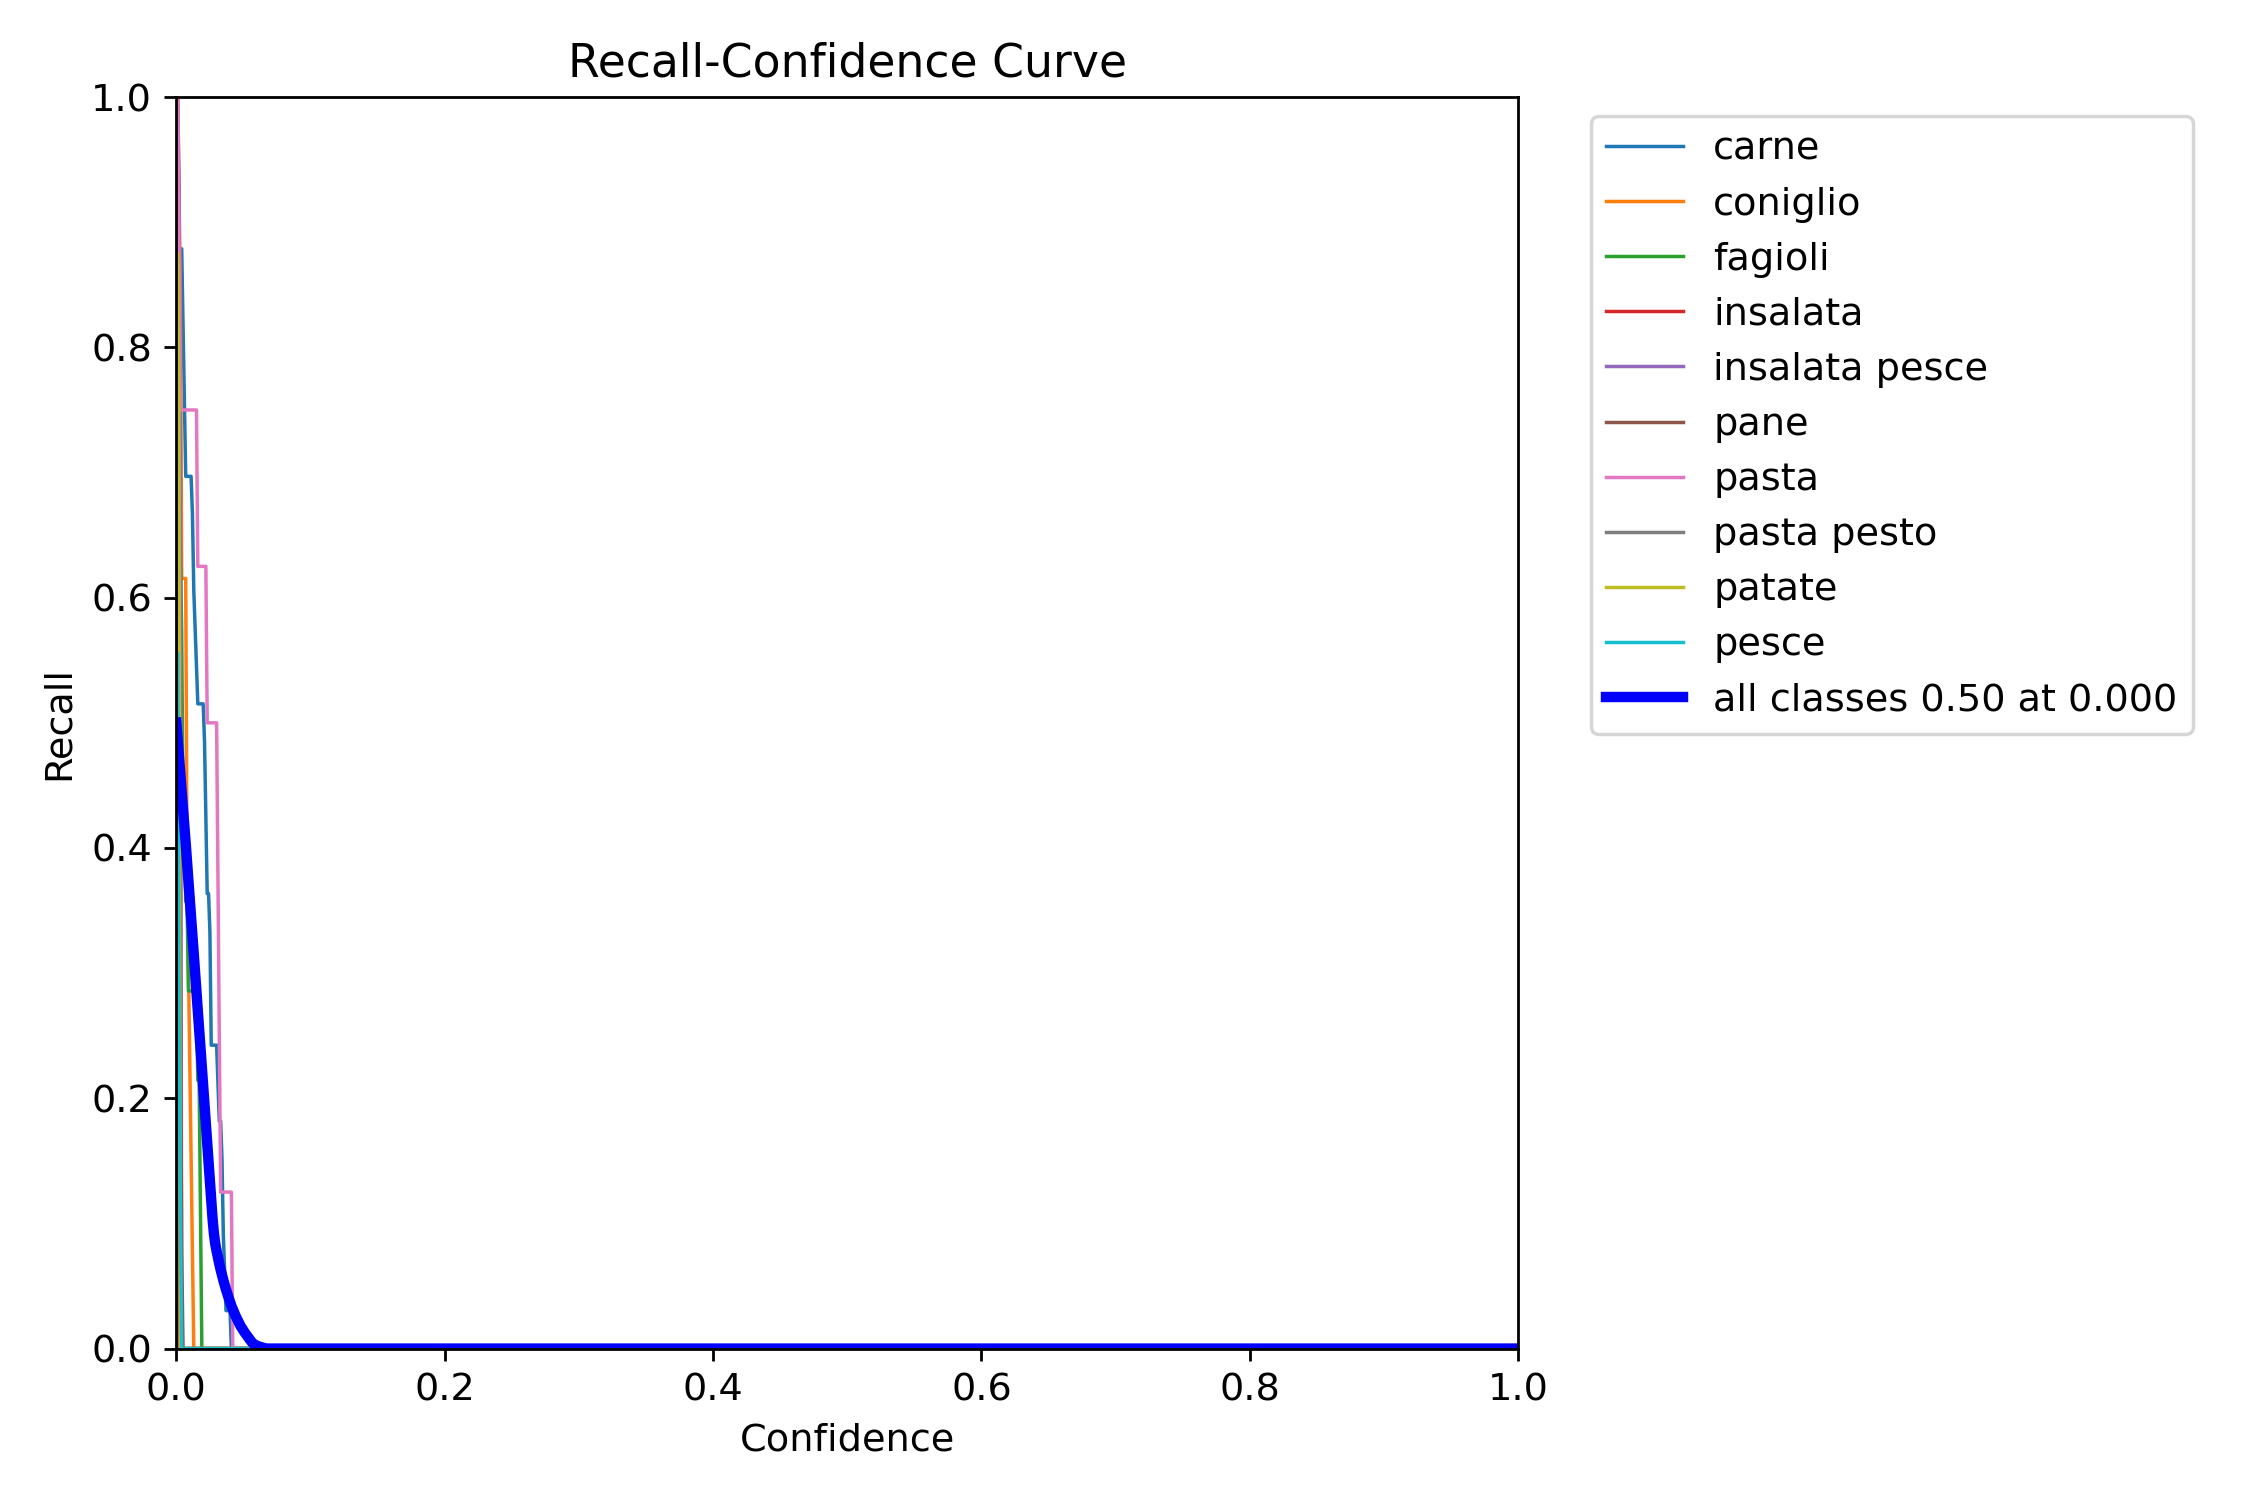 Recall-Confidence Curve
1.0
0.8
0.6
0.4
0.2
0.0
Recall
0.0 0.2 0.4 0.6 0.8 1.0
Confidence
carne
coniglio
fagioli
insalata
insalata pesce
pane
pasta
pasta pesto
patate
pesce
all classes 0.50 at 0.000